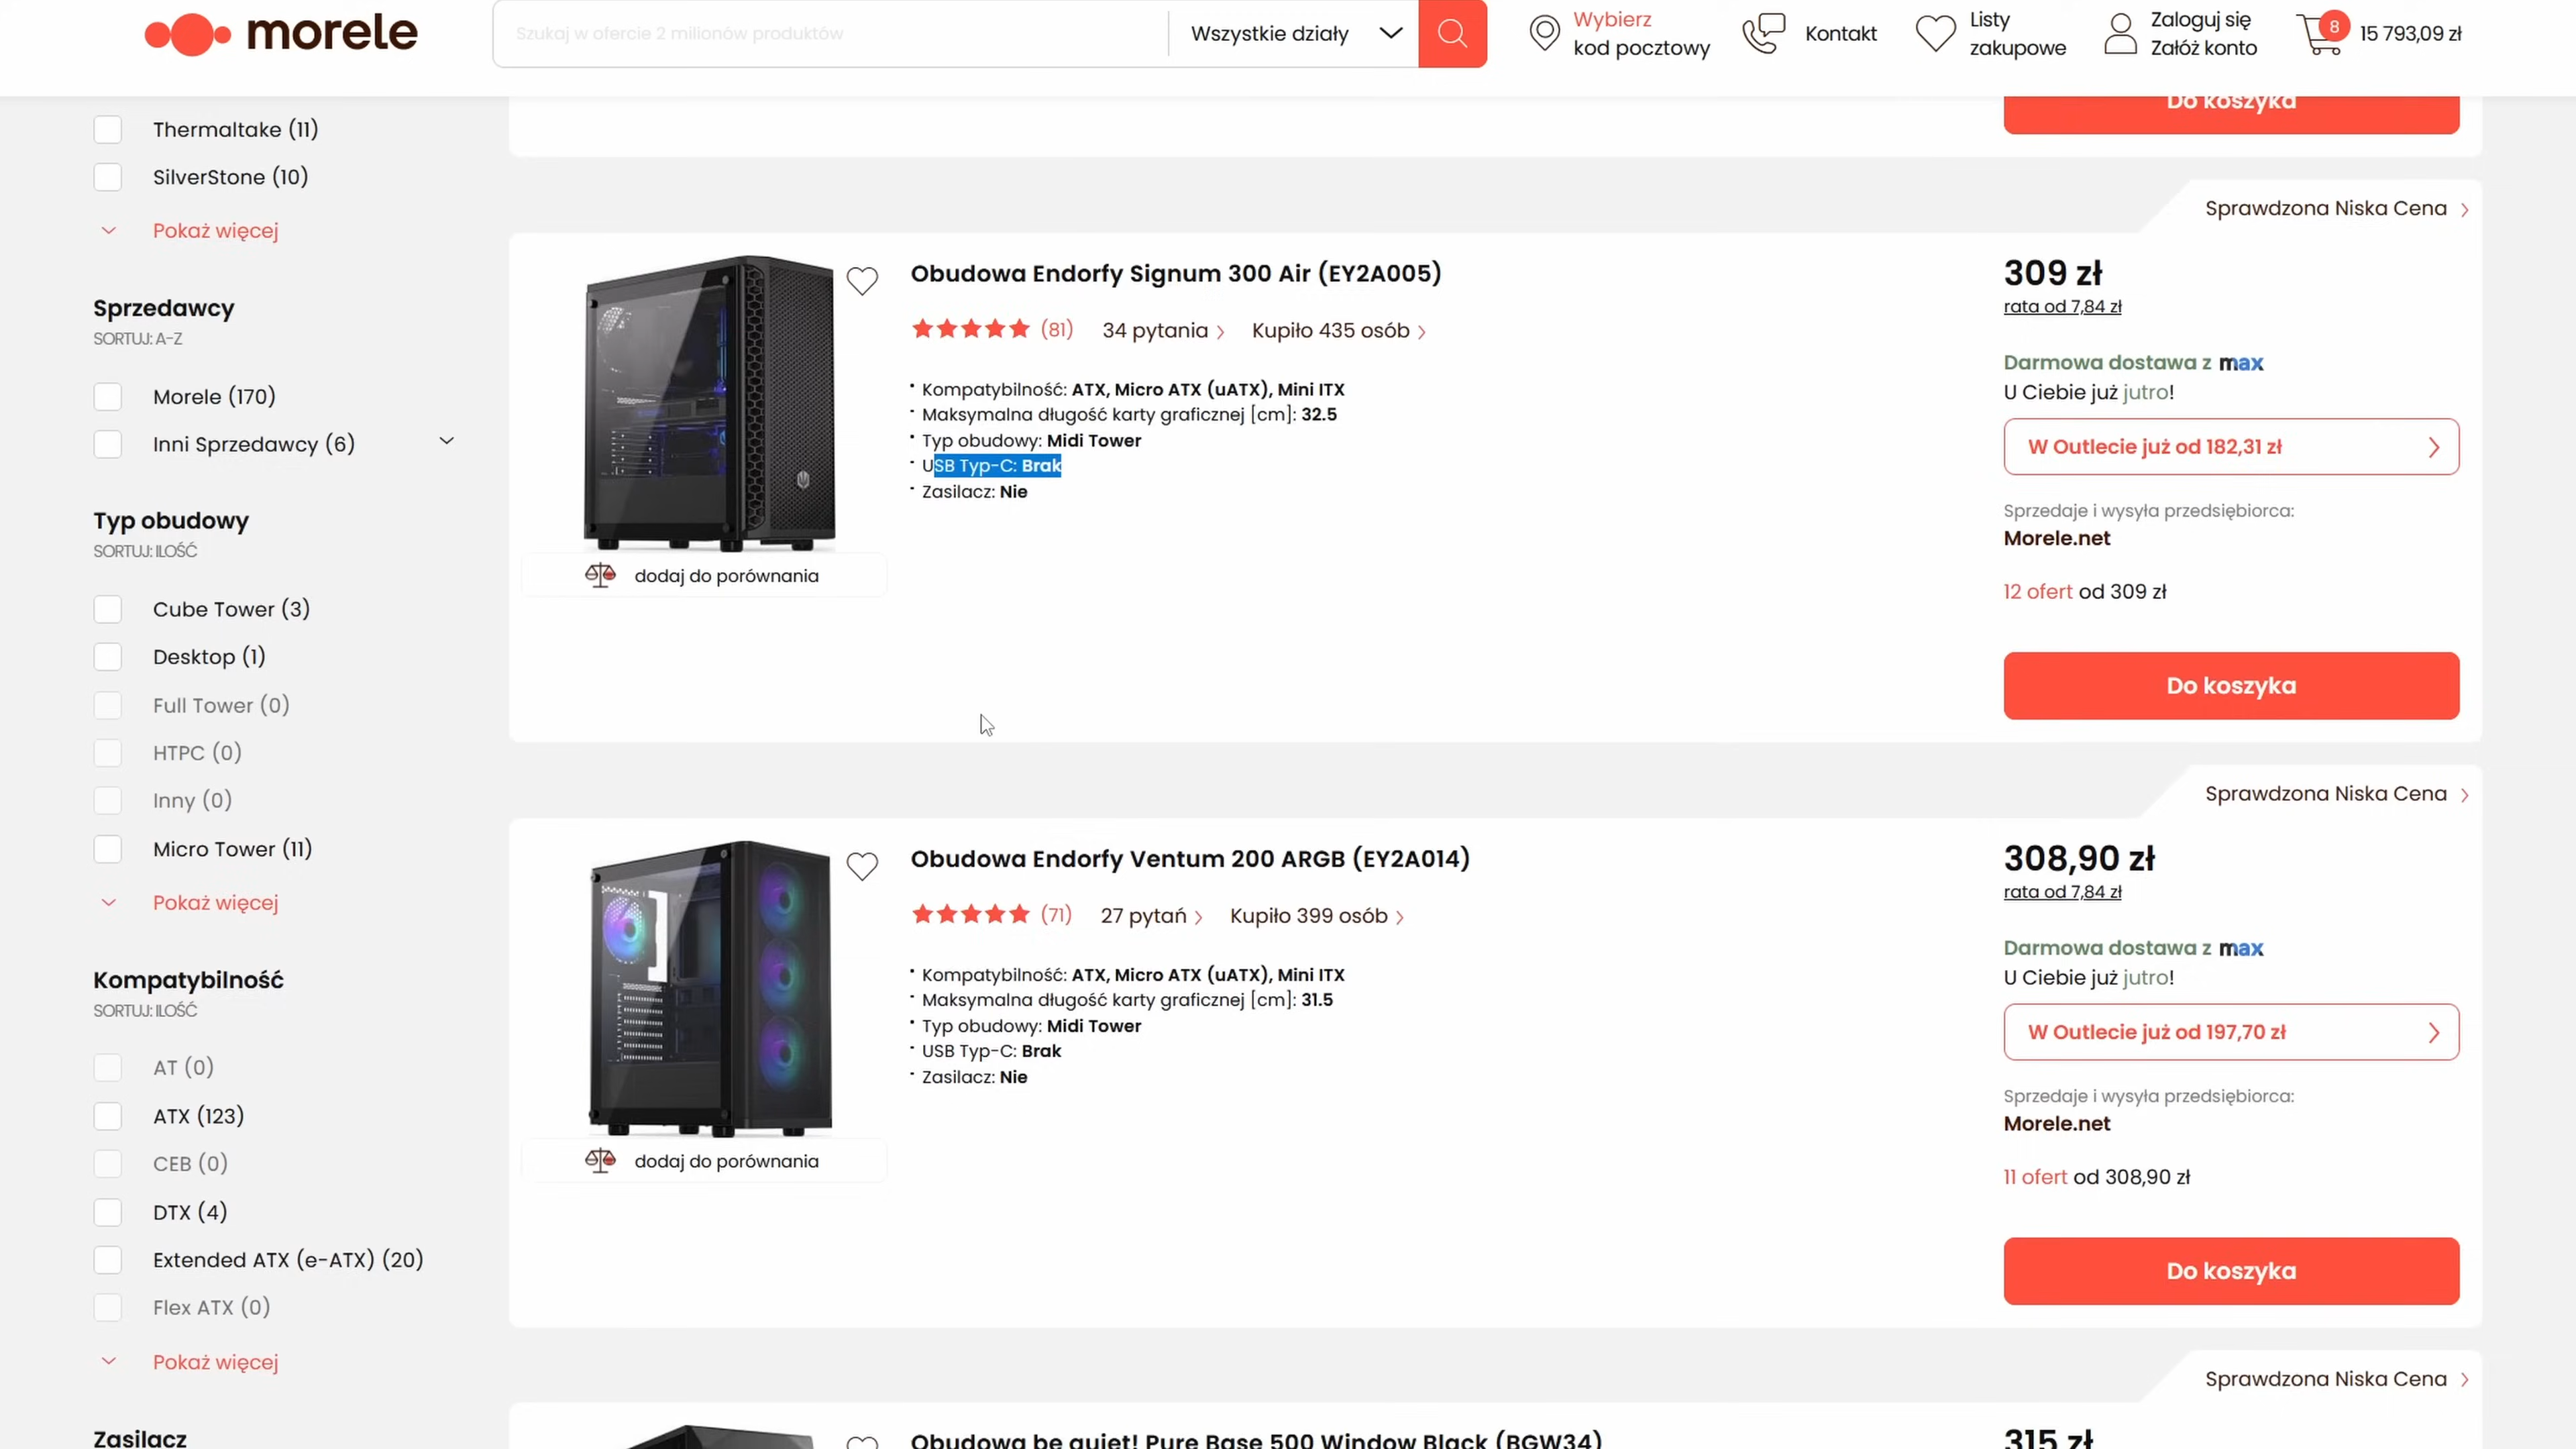 morele
Szukaj w ofercie 2 milionów produktów
Wszystkie działy
Wybierz
kod pocztowy
Kontakt
Listy
zakupowe
Zaloguj się
Załóż konto
8
15 793,09 zł
Thermaltake (11)
SilverStone (10)
Pokaż więcej
Sprzedawcy
SORTUJ: A-Z
Morele (170)
Inni Sprzedawcy (6)
Typ obudowy
SORTUJ: ILOŚĆ
Cube Tower (3)
Desktop (1)
Full Tower (0)
HTPC (0)
Inny (0)
Micro Tower (11)
Pokaż więcej
Kompatybilność
SORTUJ: ILOŚĆ
AT (0)
ATX (123)
CEB (0)
DTX (4)
Extended ATX (e-ATX) (20)
Flex ATX (0)
Pokaż więcej
Zasilacz
Do koszyka
Sprawdzona Niska Cena
Obudowa Endorfy Signum 300 Air (EY2A005)
(81) 34 pytania Kupiło 435 osób
Kompatybilność: ATX, Micro ATX (uATX), Mini ITX
Maksymalna długość karty graficznej [cm]: 32.5
Typ obudowy: Midi Tower
USB Typ-C: Brak
Zasilacz: Nie
dodaj do porównania
309 zł
rata od 7,84 zł
Darmowa dostawa z max
U Ciebie już jutro!
W Outlecie już od 182,31 zł
Sprzedaje i wysyła przedsiębiorca:
Morele.net
12 ofert od 309 zł
Do koszyka
Sprawdzona Niska Cena
Obudowa Endorfy Ventum 200 ARGB (EY2A014)
(71) 27 pytań Kupiło 399 osób
Kompatybilność: ATX, Micro ATX (uATX), Mini ITX
Maksymalna długość karty graficznej [cm]: 31.5
Typ obudowy: Midi Tower
USB Typ-C: Brak
Zasilacz: Nie
dodaj do porównania
308,90 zł
rata od 7,84 zł
Darmowa dostawa z max
U Ciebie już jutro!
W Outlecie już od 197,70 zł
Sprzedaje i wysyła przedsiębiorca:
Morele.net
11 ofert od 308,90 zł
Do koszyka
Sprawdzona Niska Cena
Obudowa be quiet! Pure Base 500 Window Black (BGW34)
315 zł